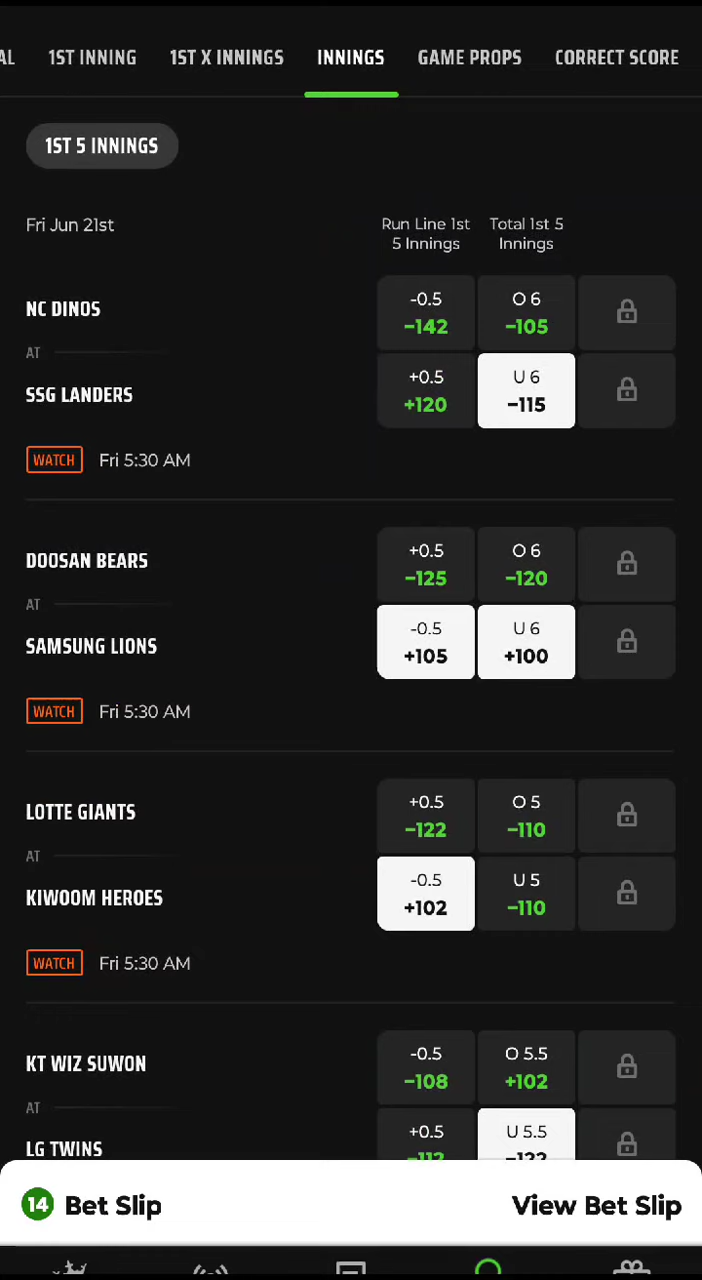 AL 1ST INNING 1ST X INNINGS INNINGS GAME PROPS CORRECT SCORE
1ST 5 INNINGS
Fri Jun 21st Run Line 1st 5 Innings Total 1st 5 Innings
NC DINOS -0.5 −142 O 6 −105
AT
SSG LANDERS +0.5 +120 U 6 −115
WATCH Fri 5:30 AM
DOOSAN BEARS +0.5 −125 O 6 −120
AT
SAMSUNG LIONS -0.5 +105 U 6 +100
WATCH Fri 5:30 AM
LOTTE GIANTS +0.5 −122 O 5 −110
AT
KIWOOM HEROES -0.5 +102 U 5 −110
WATCH Fri 5:30 AM
KT WIZ SUWON -0.5 −108 O 5.5 +102
AT
LG TWINS +0.5 −112 U 5.5 −122
14 Bet Slip View Bet Slip